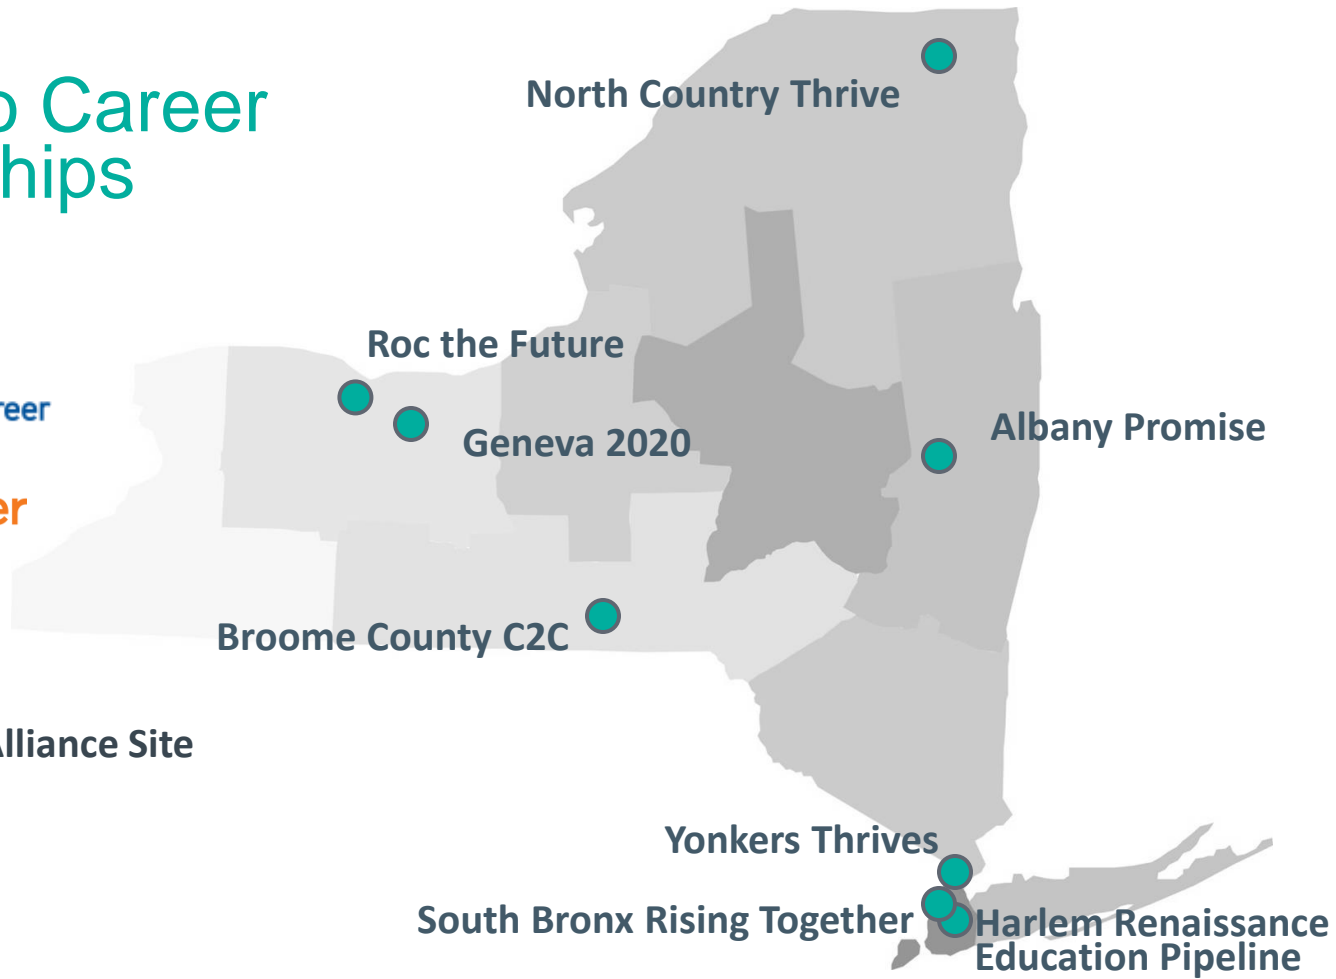 o Career
hips
North Country Thrive
Roc the Future
reer
Geneva 2020
Albany Promise
er
Broome County C2C
Alliance Site
Yonkers Thrives
South Bronx Rising Together
Harlem Renaissance
Education Pipeline